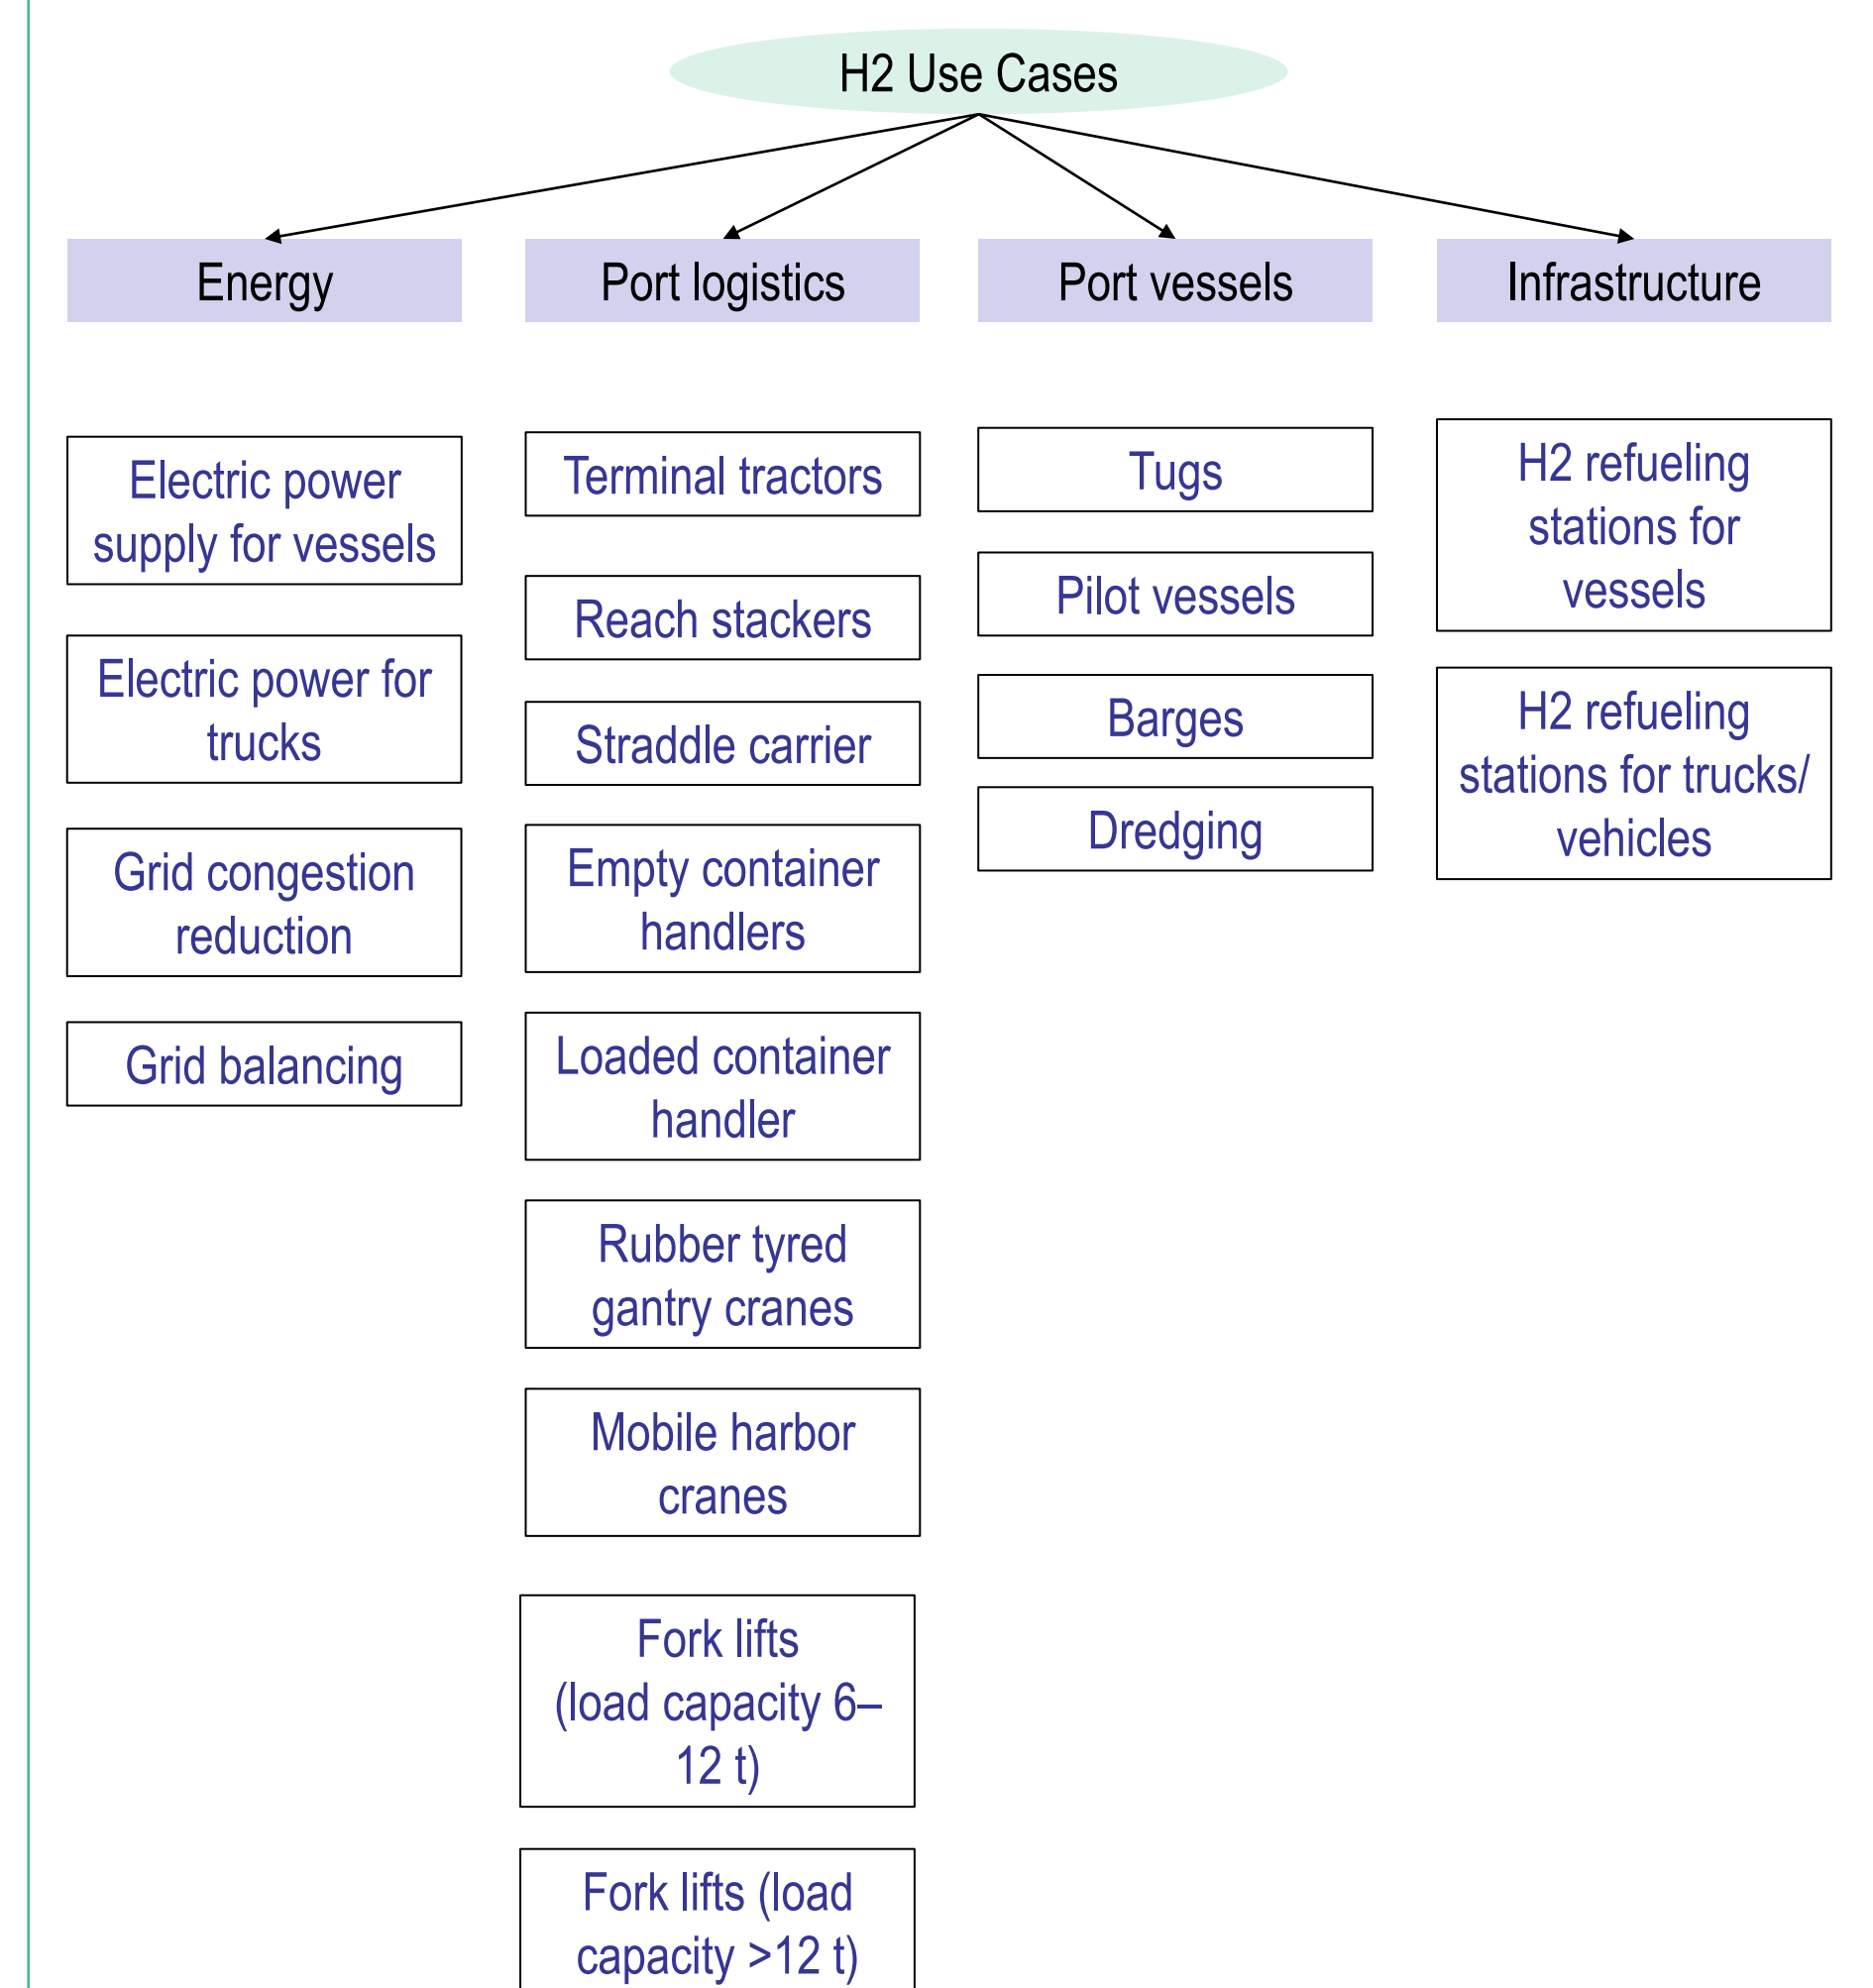 H2 Use Cases
Energy
Port logistics
Port vessels
Infrastructure
Electric power
supply for vessels
Electric power for
trucks
Grid congestion
reduction
Grid balancing
Terminal tractors
Reach stackers
Straddle carrier
Empty container
handlers
Loaded container
handler
Rubber tyred
gantry cranes
Mobile harbor
cranes
Fork lifts
(load capacity 6–
12 t)
Fork lifts (load
capacity >12 t)
Tugs
Pilot vessels
Barges
Dredging
H2 refueling
stations for
vessels
H2 refueling
stations for trucks/
vehicles